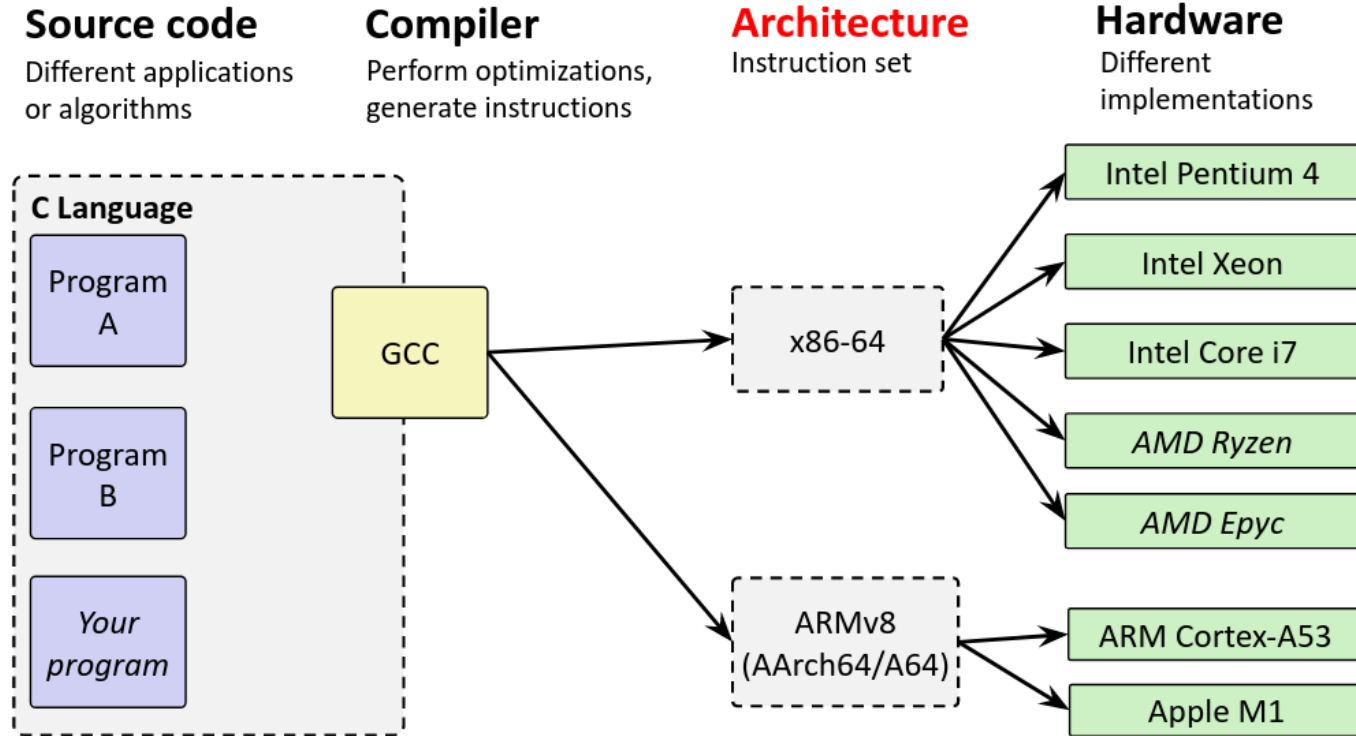 Source code
Different applications
or algorithms
Compiler
Perform optimizations,
generate instructions
Architecture
Instruction set
Hardware
Different
implementations
C Language
Program
A
Program
B
Your
program
GCC
x86-64
ARMv8
(AArch64/A64)
Intel Pentium 4
Intel Xeon
Intel Core i7
AMD Ryzen
AMD Epyc
ARM Cortex-A53
Apple M1